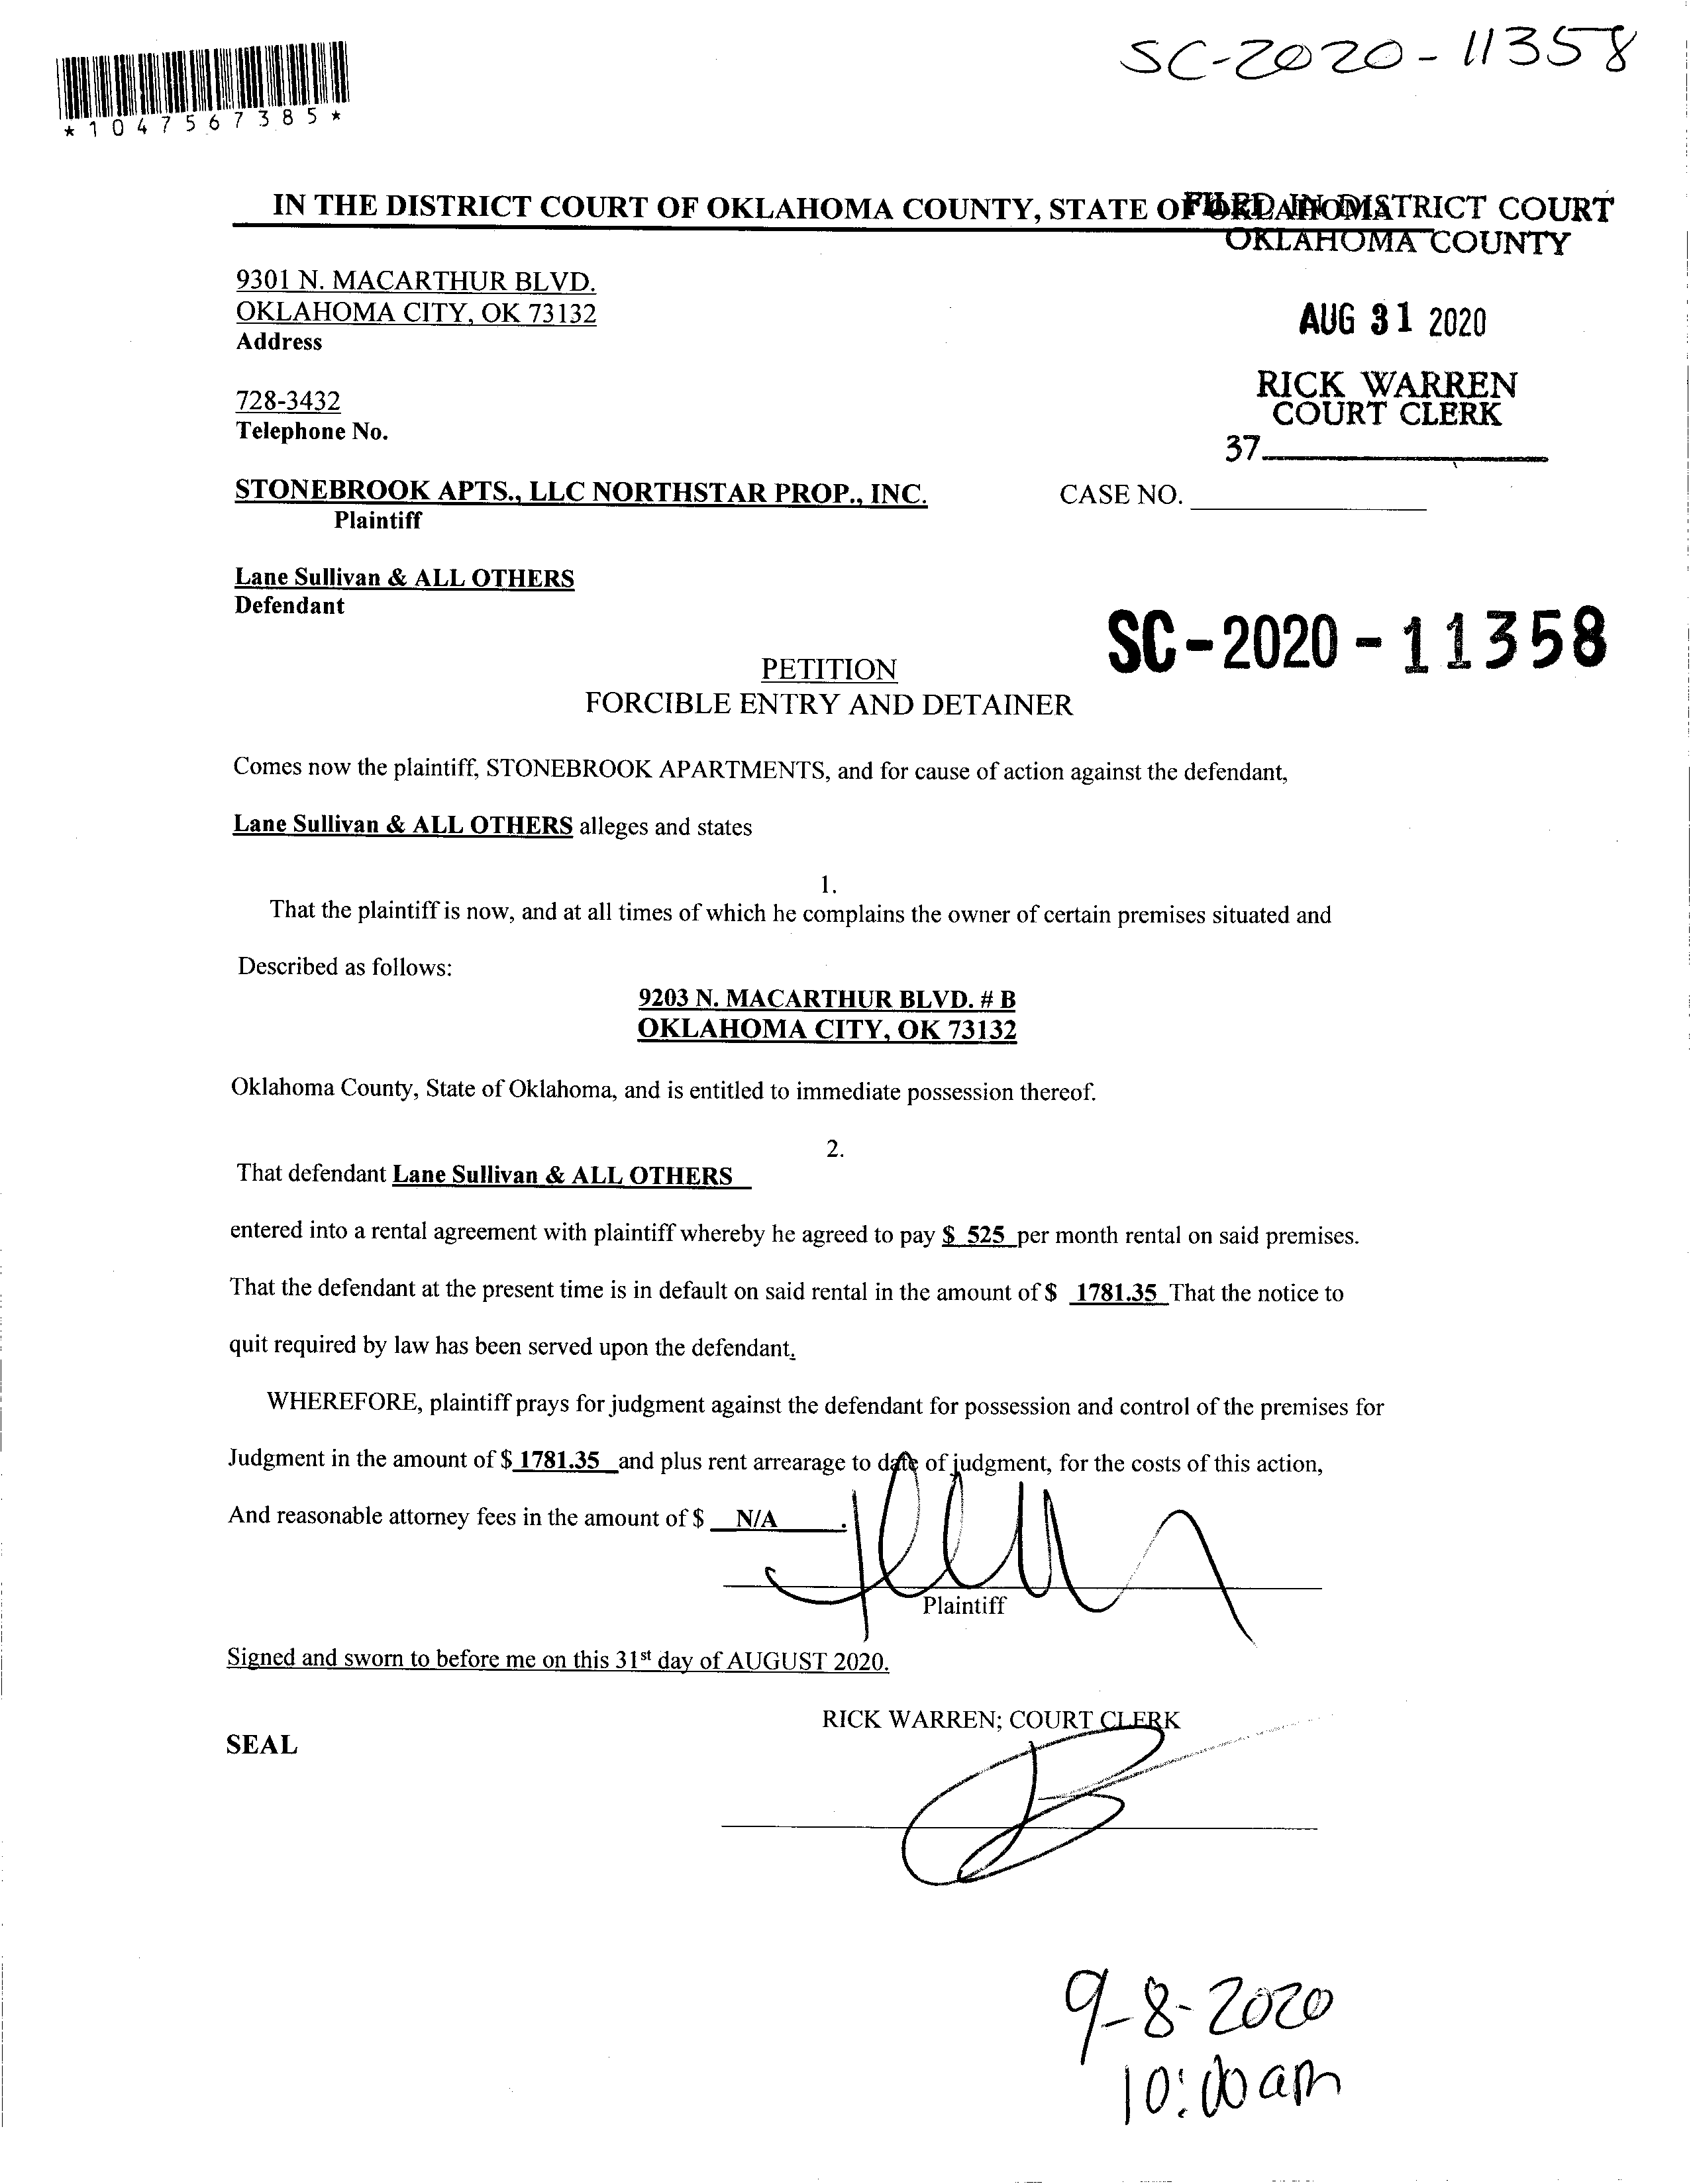 SC-2020-11358
*1047567385*
IN THE DISTRICT COURT OF OKLAHOMA COUNTY, STATE OF OKLAHOMA
FILED IN DISTRICT COURT
OKLAHOMA COUNTY
9301 N. MACARTHUR BLVD.
OKLAHOMA CITY, OK 73132
Address
AUG 31 2020
728-3432
Telephone No.
RICK WARREN
COURT CLERK
37
STONEBROOK APTS., LLC NORTHSTAR PROP., INC.
Plaintiff
CASE NO.
Lane Sullivan & ALL OTHERS
Defendant
SC-2020-11358
PETITION
FORCIBLE ENTRY AND DETAINER
Comes now the plaintiff, STONEBROOK APARTMENTS, and for cause of action against the defendant,
Lane Sullivan & ALL OTHERS alleges and states
1.
That the plaintiff is now, and at all times of which he complains the owner of certain premises situated and
Described as follows:
9203 N. MACARTHUR BLVD. # B
OKLAHOMA CITY, OK 73132
Oklahoma County, State of Oklahoma, and is entitled to immediate possession thereof.
2.
That defendant Lane Sullivan & ALL OTHERS
entered into a rental agreement with plaintiff whereby he agreed to pay $ 525 per month rental on said premises.
That the defendant at the present time is in default on said rental in the amount of $ 1781.35 That the notice to
quit required by law has been served upon the defendant.
WHEREFORE, plaintiff prays for judgment against the defendant for possession and control of the premises for
Judgment in the amount of $ 1781.35 and plus rent arrearage to date of judgment, for the costs of this action,
And reasonable attorney fees in the amount of $ N/A .
Plaintiff
Signed and sworn to before me on this 31st day of AUGUST 2020.
RICK WARREN; COURT CLERK
SEAL
9-8-2020
10:00am